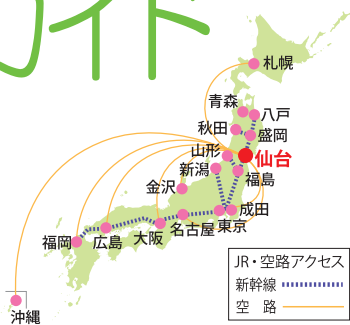 ガイド
札幌
青森
八戸
秋田
盛岡
山形
仙台
新潟
福島
金沢
成田
東京
名古屋
大阪
広島
福岡
沖縄
JR・空路アクセス
新幹線
空 路